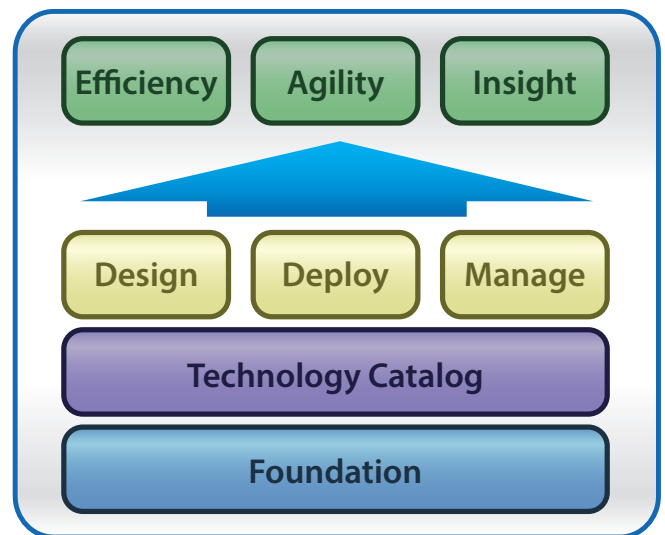 Efficiency Agility Insight
Design Deploy Manage
Technology Catalog
Foundation